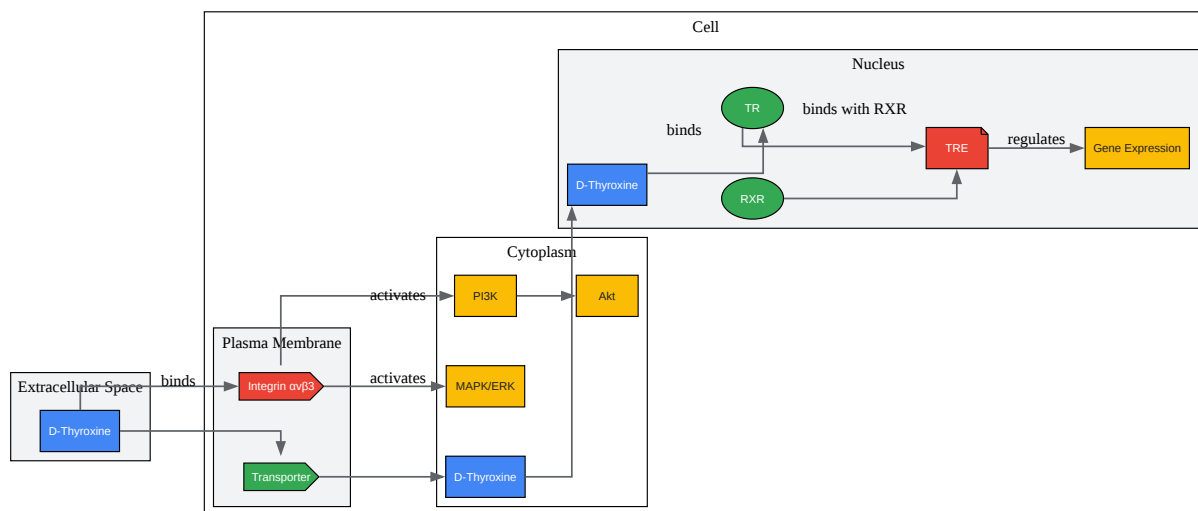 Cell
Nucleus
TR
binds with RXR
binds
TRE
regulates
Gene Expression
D-Thyroxine
RXR
Cytoplasm
activates
PI3K
Akt
Plasma Membrane
Extracellular Space
binds
Integrin αvβ3
activates
MAPK/ERK
D-Thyroxine
Transporter
D-Thyroxine